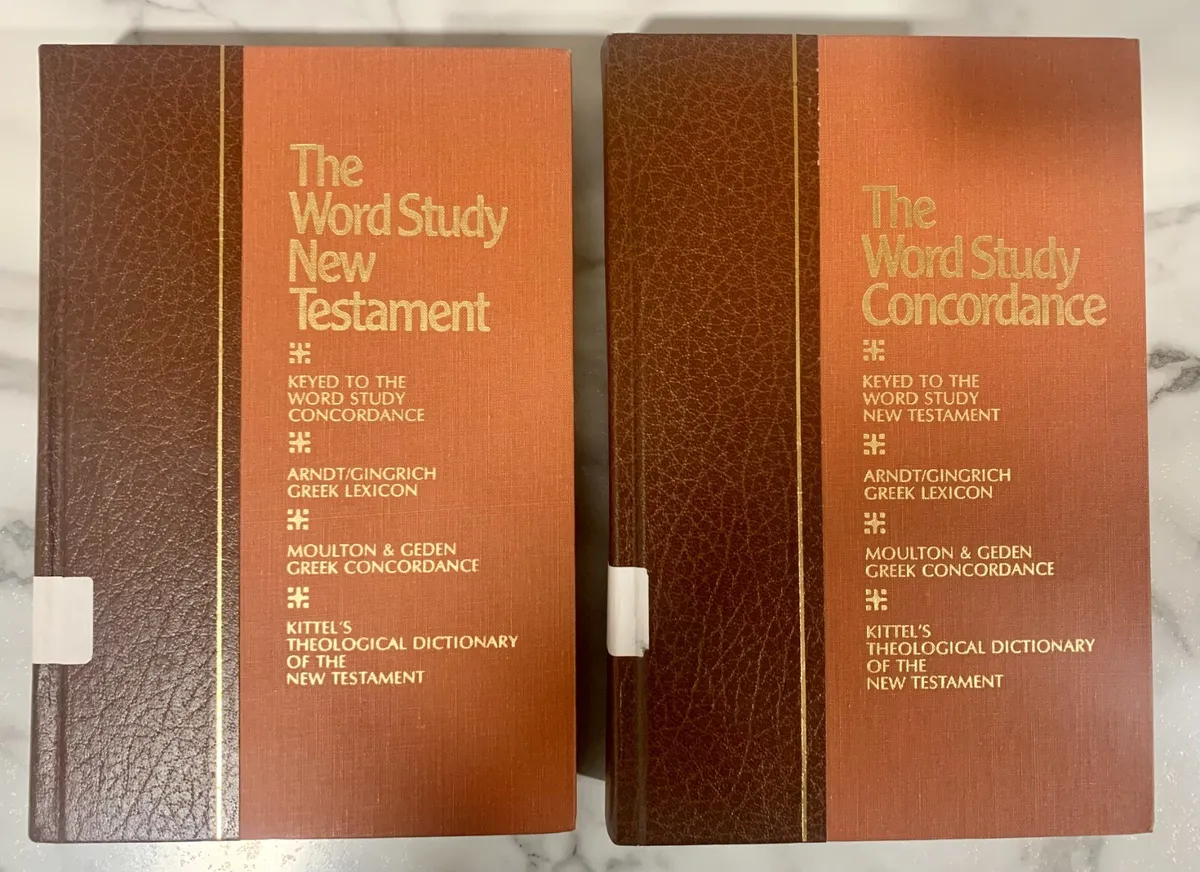 The
Word Study
New
Testament
KEYED TO THE
WORD STUDY
CONCORDANCE
ARNDT/GINGRICH
GREEK LEXICON
MOULTON & GEDEN
GREEK CONCORDANCE
KITTEL'S
THEOLOGICAL DICTIONARY
OF THE
NEW TESTAMENT
The
Word Study
Concordance
KEYED TO THE
WORD STUDY
NEW TESTAMENT
ARNDT/GINGRICH
GREEK LEXICON
MOULTON & GEDEN
GREEK CONCORDANCE
KITTEL'S
THEOLOGICAL DICTIONARY
OF THE
NEW TESTAMENT